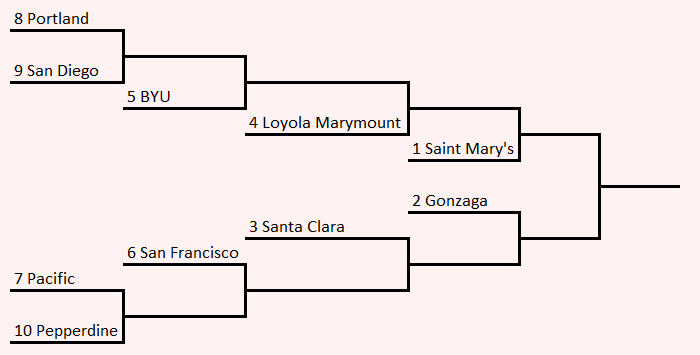 8 Portland
9 San Diego
5 BYU
4 Loyola Marymount
1 Saint Mary's
2 Gonzaga
3 Santa Clara
6 San Francisco
7 Pacific
10 Pepperdine